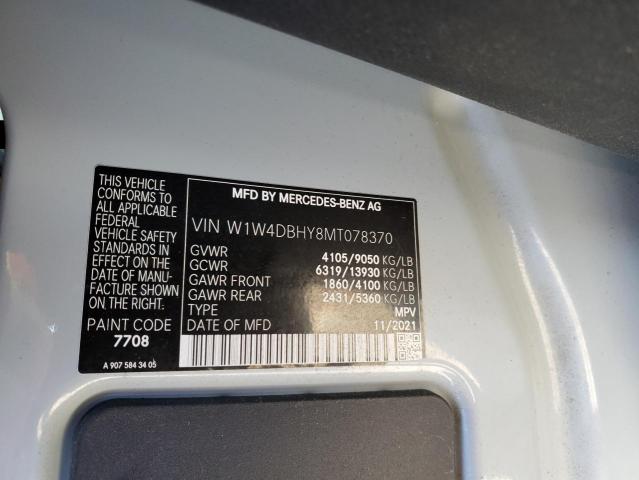 THIS VEHICLE
CONFORMS TO
ALL APPLICABLE
FEDERAL
VEHICLE SAFETY
STANDARDS IN
EFFECT ON THE
DATE OF MANU-
FACTURE SHOWN
ON THE RIGHT.
PAINT CODE
7708
A 907 584 34 05
MFD BY MERCEDES-BENZ AG
VIN W1W4DBHY8MT078370
GVWR 4105/9050 KG/LB
GCWR 6319/13930 KG/LB
GAWR FRONT 1860/4100 KG/LB
GAWR REAR 2431/5360 KG/LB
TYPE MPV
DATE OF MFD 11/2021